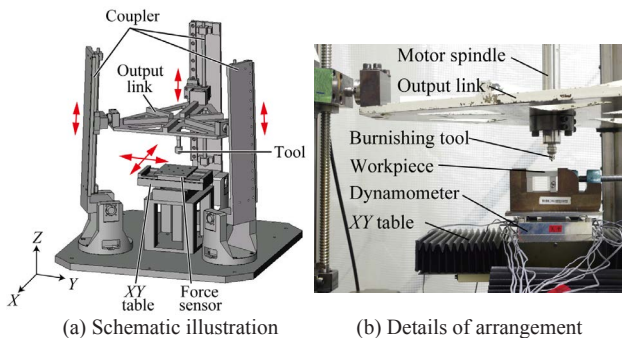 Coupler
Output
link
Tool
Z
Y
X
XY
table
Force
sensor
(a) Schematic illustration
Motor spindle
Output link
Burnishing tool
Workpiece
Dynamometer
XY table
(b) Details of arrangement